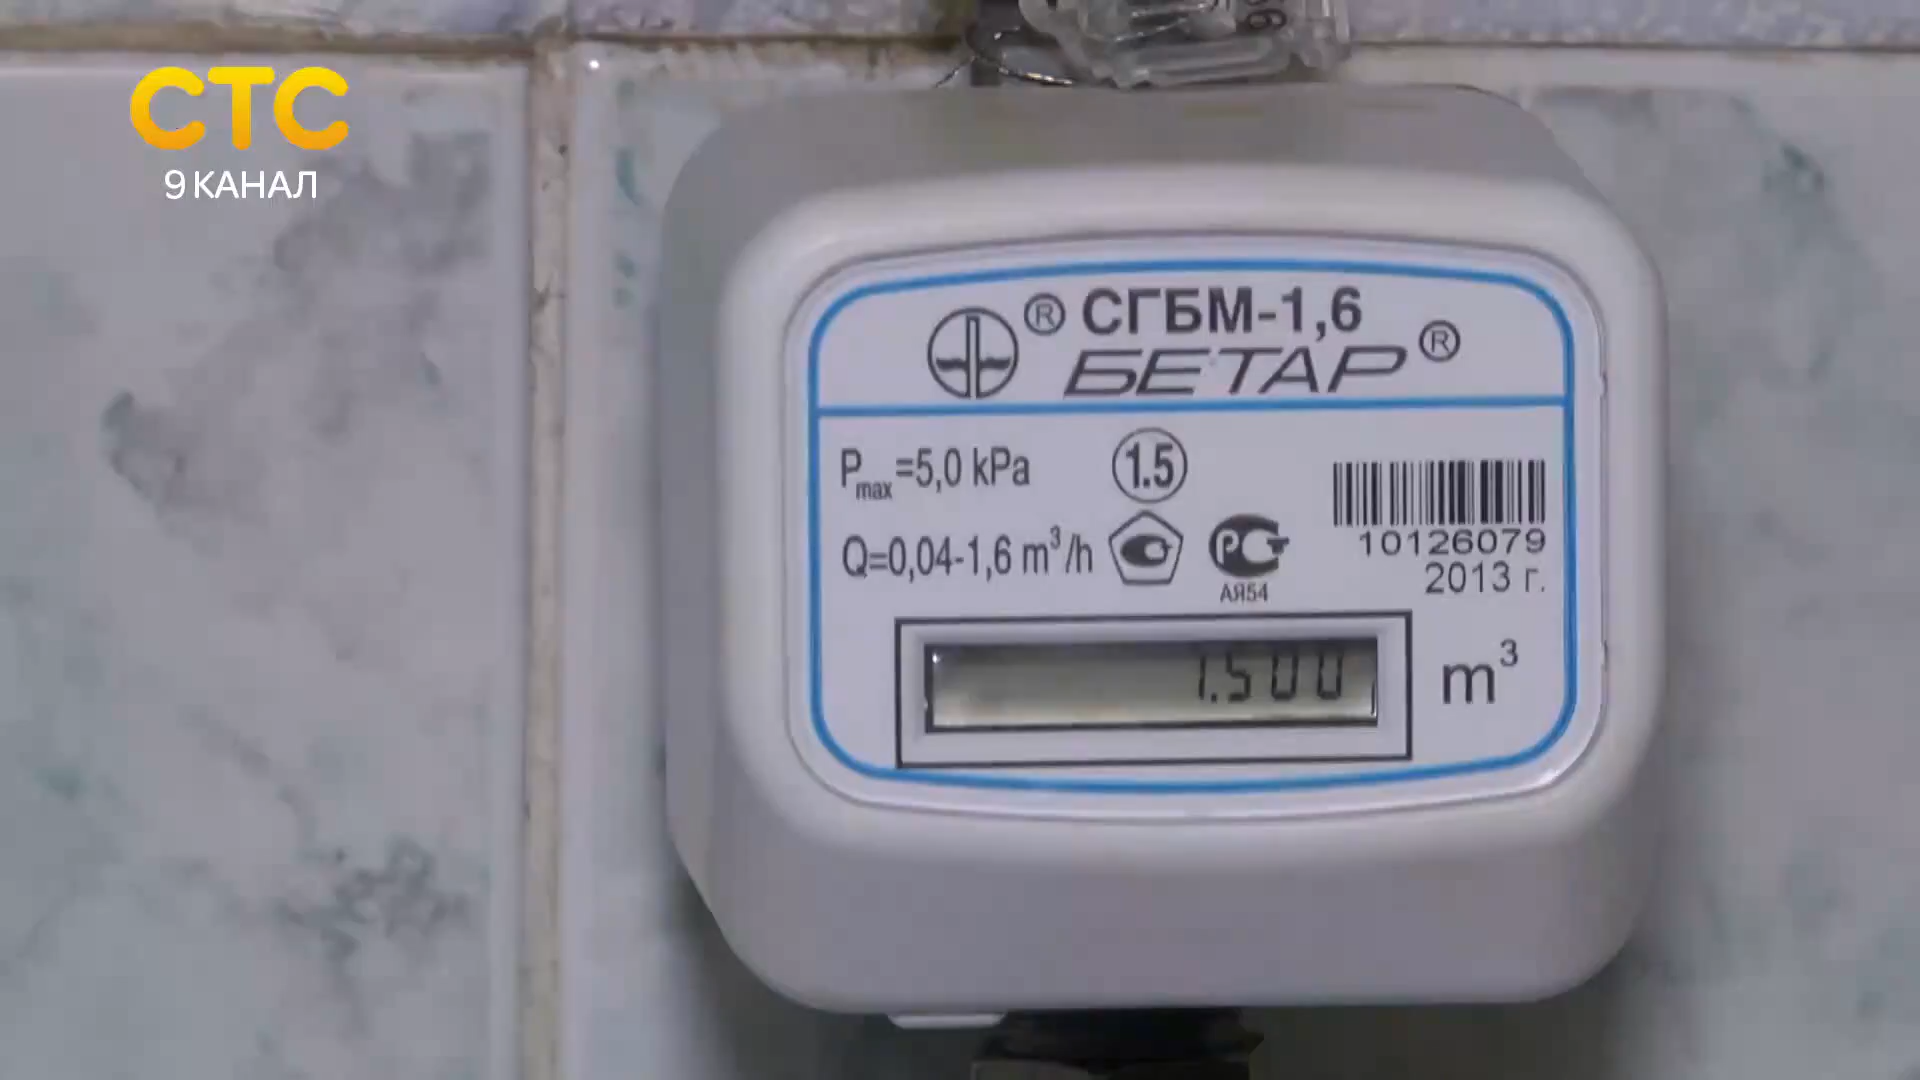 СТС
9 КАНАЛ
® СГБМ-1,6
БЕТАР ®
Pmax=5,0 kPa
1.5
Q=0,04-1,6 m³/h
РСТ
АЯ54
10126079
2013 г.
1.500
m³